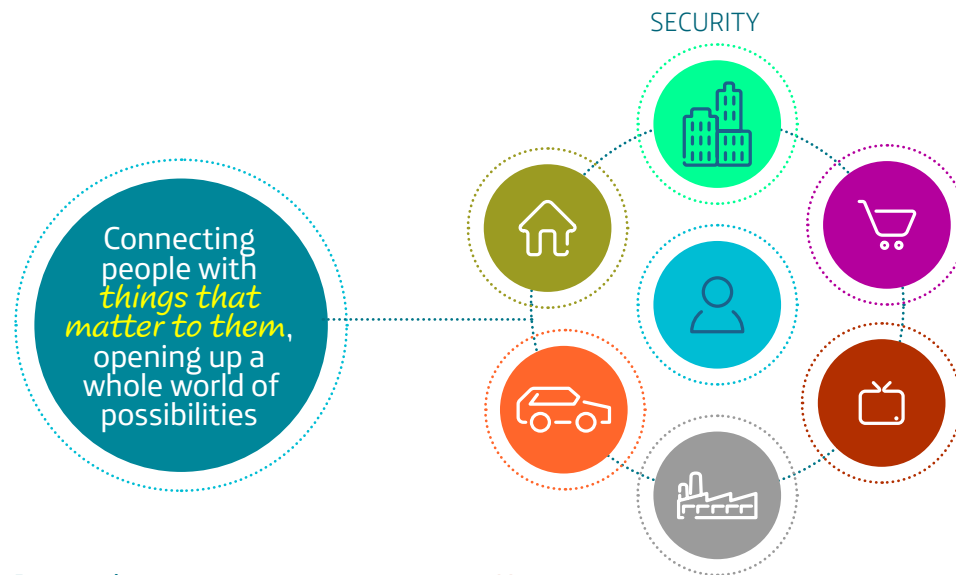 SECURITY
Connecting
people with
things that
matter to them,
opening up a
whole world of
possibilities